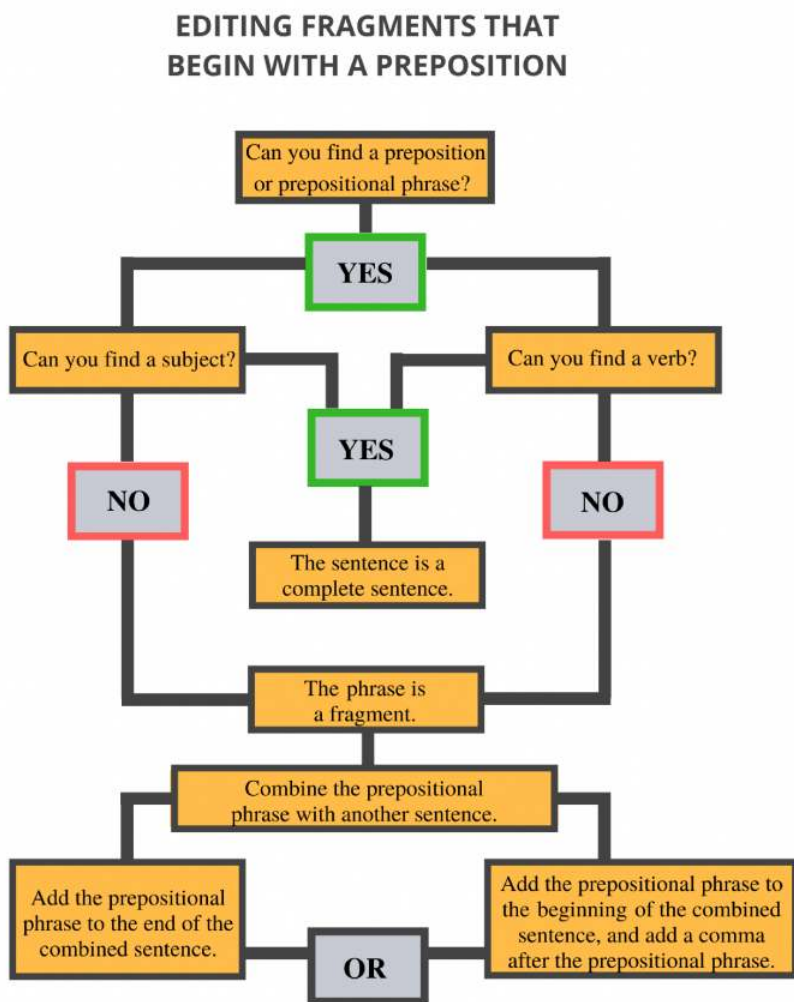 EDITING FRAGMENTS THAT
BEGIN WITH A PREPOSITION
Can you find a preposition
or prepositional phrase?
YES
Can you find a subject?
Can you find a verb?
YES
NO
NO
The sentence is a
complete sentence.
The phrase is
a fragment.
Combine the prepositional
phrase with another sentence.
Add the prepositional
phrase to the end of the
combined sentence.
Add the prepositional phrase to
the beginning of the combined
sentence, and add a comma
after the prepositional phrase.
OR